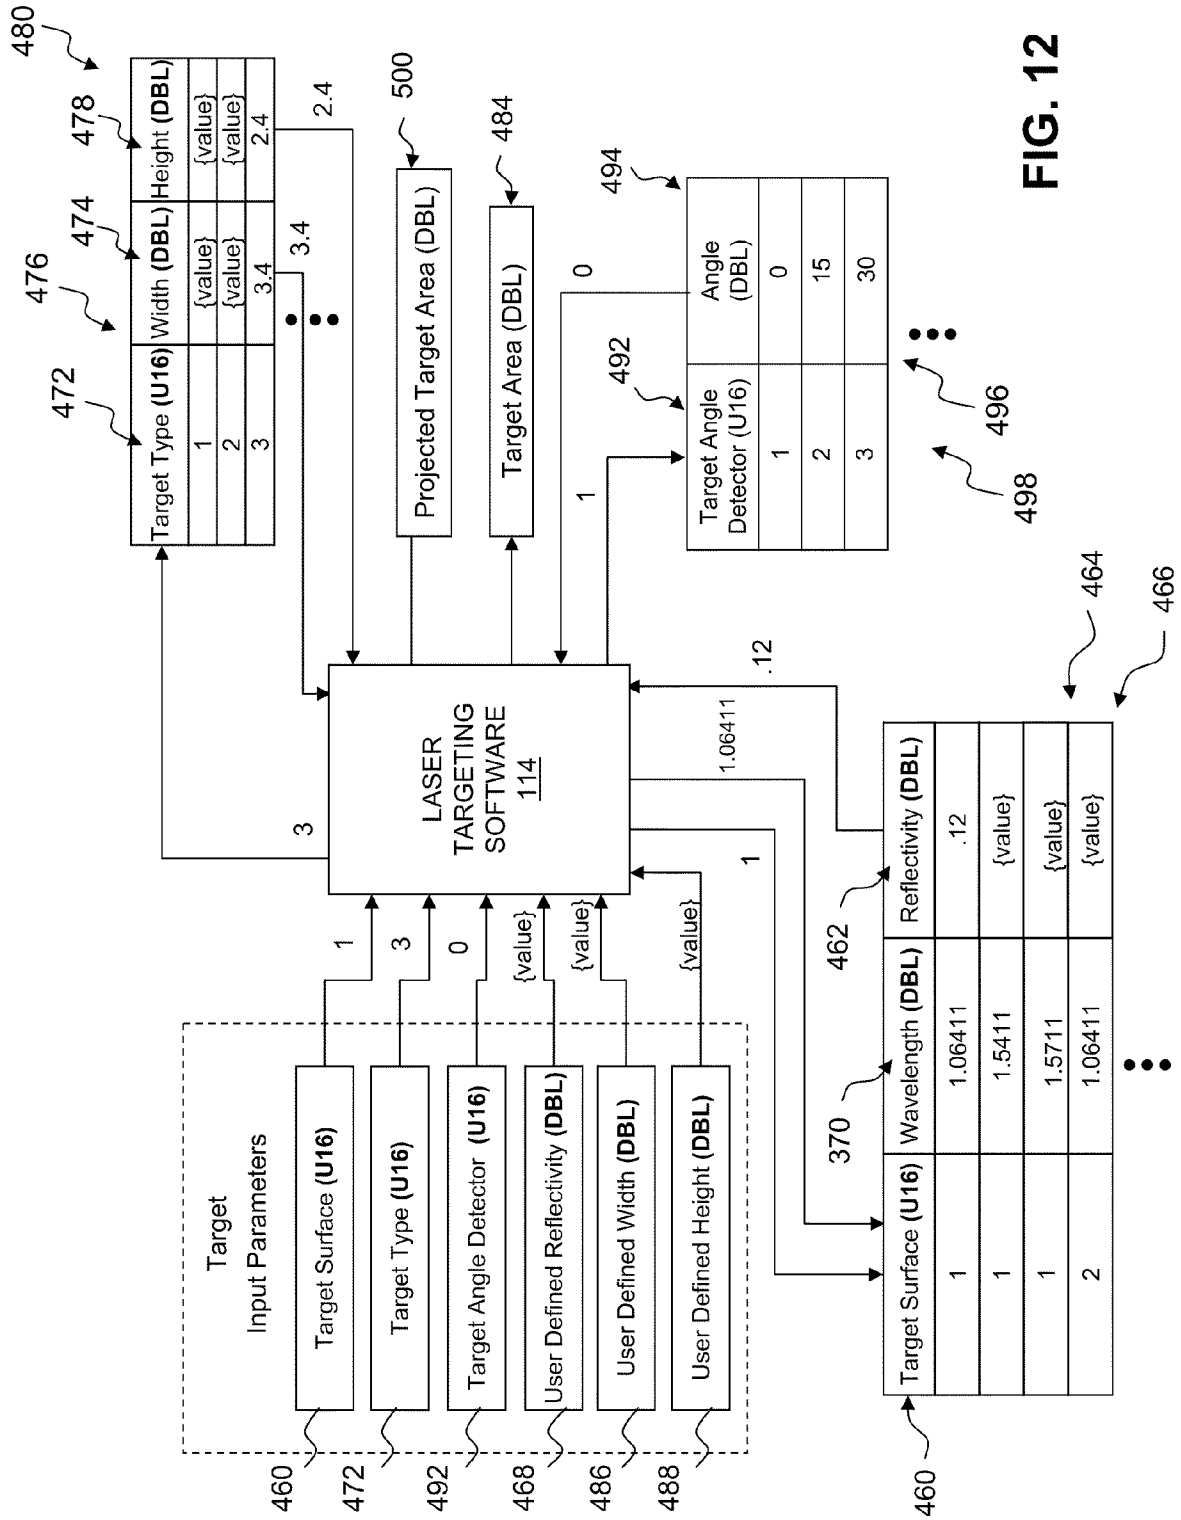 Target
Input Parameters
460
Target Surface (U16)
1
472
Target Type (U16)
3
492
Target Angle Detector (U16)
0
468
User Defined Reflectivity (DBL)
{value}
486
User Defined Width (DBL)
{value}
488
User Defined Height (DBL)
{value}
LASER
TARGETING
SOFTWARE
114
3
472
476
474
478
480
Target Type (U16) Width (DBL) Height (DBL)
1 {value} {value}
2 {value} {value}
3 3.4 2.4
3.4
2.4
Projected Target Area (DBL)
500
Target Area (DBL)
484
0
1
492
494
Target Angle
Detector (U16)
Angle
(DBL)
1 0
2 15
3 30
496
498
1
1.06411
.12
460
370
462
Target Surface (U16) Wavelength (DBL) Reflectivity (DBL)
1 1.06411 .12
1 1.5411 {value}
1 1.5711 {value}
2 1.06411 {value}
464
466
FIG. 12